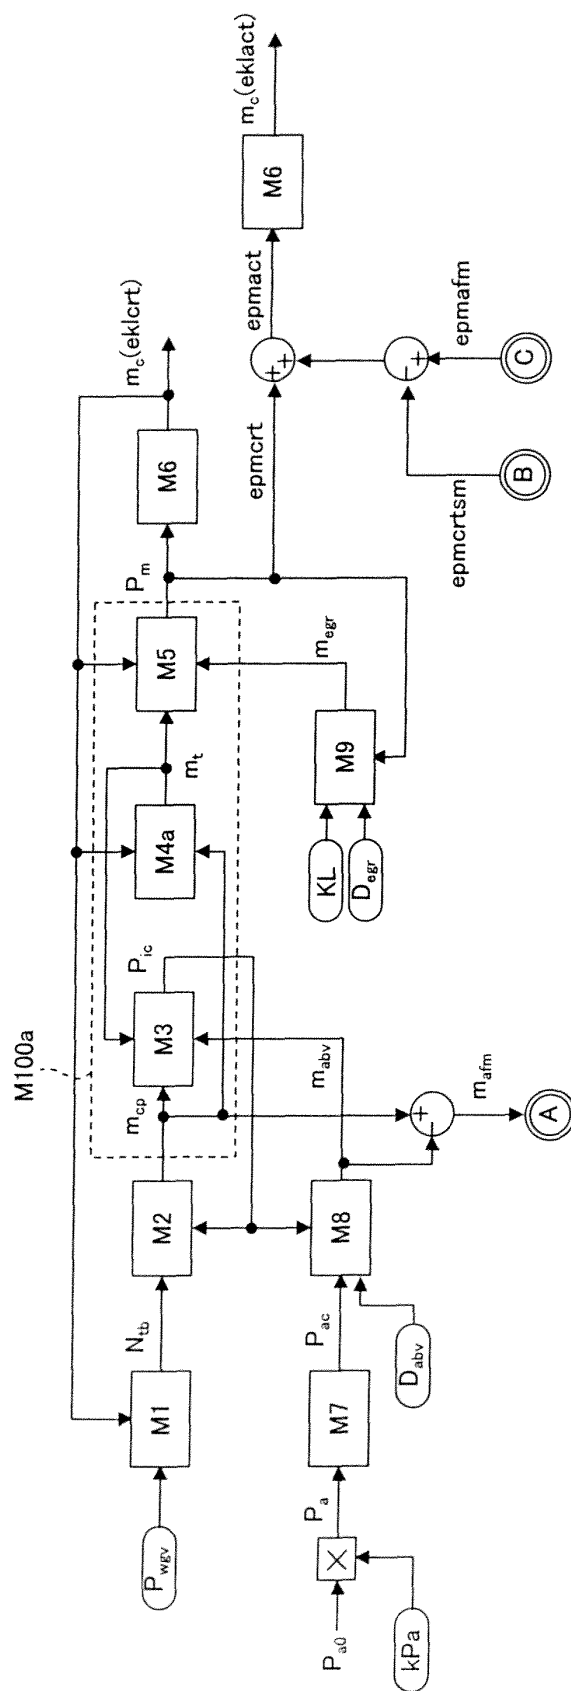 M100a
P_wgv
M1
N_tb
M2
m_cp
M3
P_ic
M4a
m_t
M5
P_m
M6
m_c(eklcrt)
P_a0
kPa
×
P_a
M7
P_ac
D_abv
M8
m_abv
+
−
m_afm
A
KL
D_egr
M9
m_egr
epmcrt
+
+
epmact
M6
m_c(eklact)
epmcrtsm
−
+
epmafm
B
C